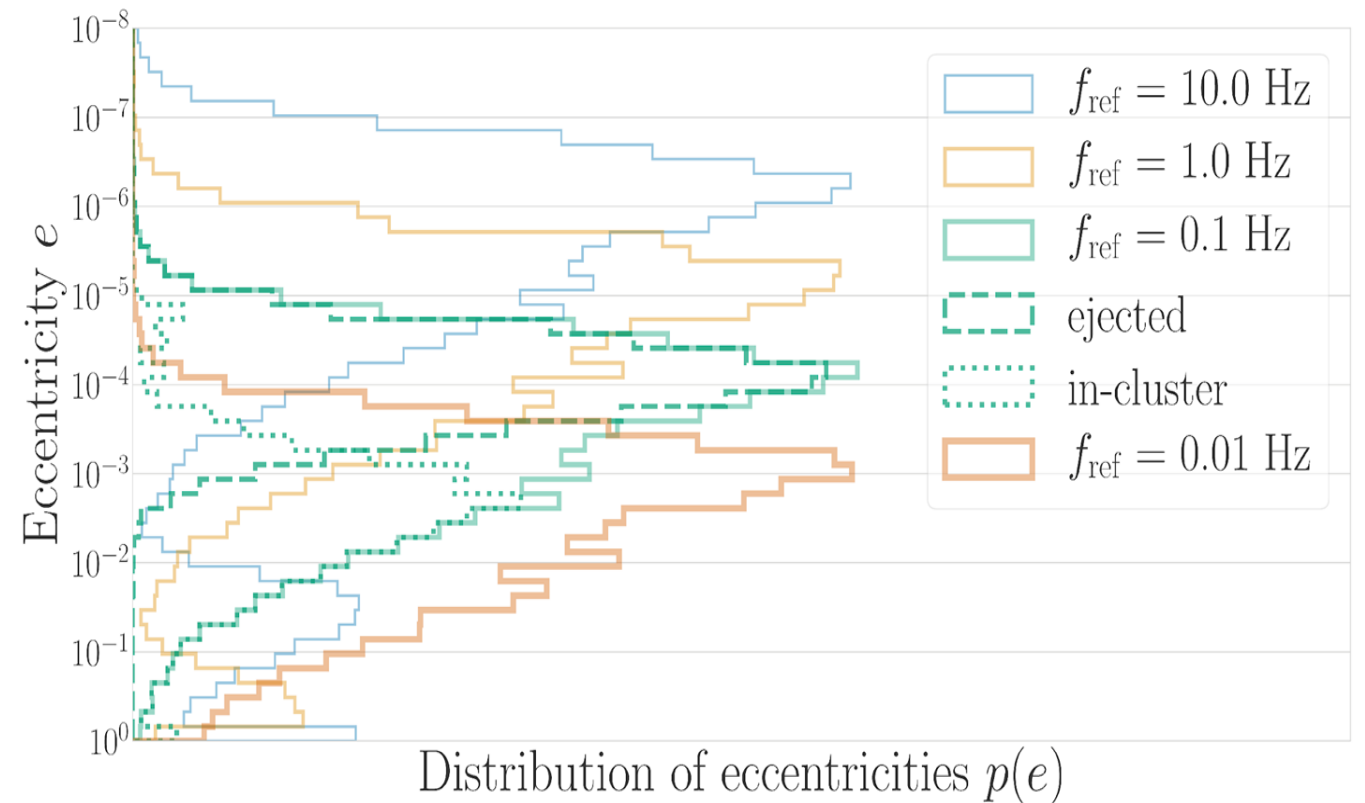 10⁻⁸
10⁻⁷
10⁻⁶
10⁻⁵
10⁻⁴
10⁻³
10⁻²
10⁻¹
10⁰
Eccentricity e
f_ref = 10.0 Hz
f_ref = 1.0 Hz
f_ref = 0.1 Hz
ejected
in-cluster
f_ref = 0.01 Hz
Distribution of eccentricities p(e)